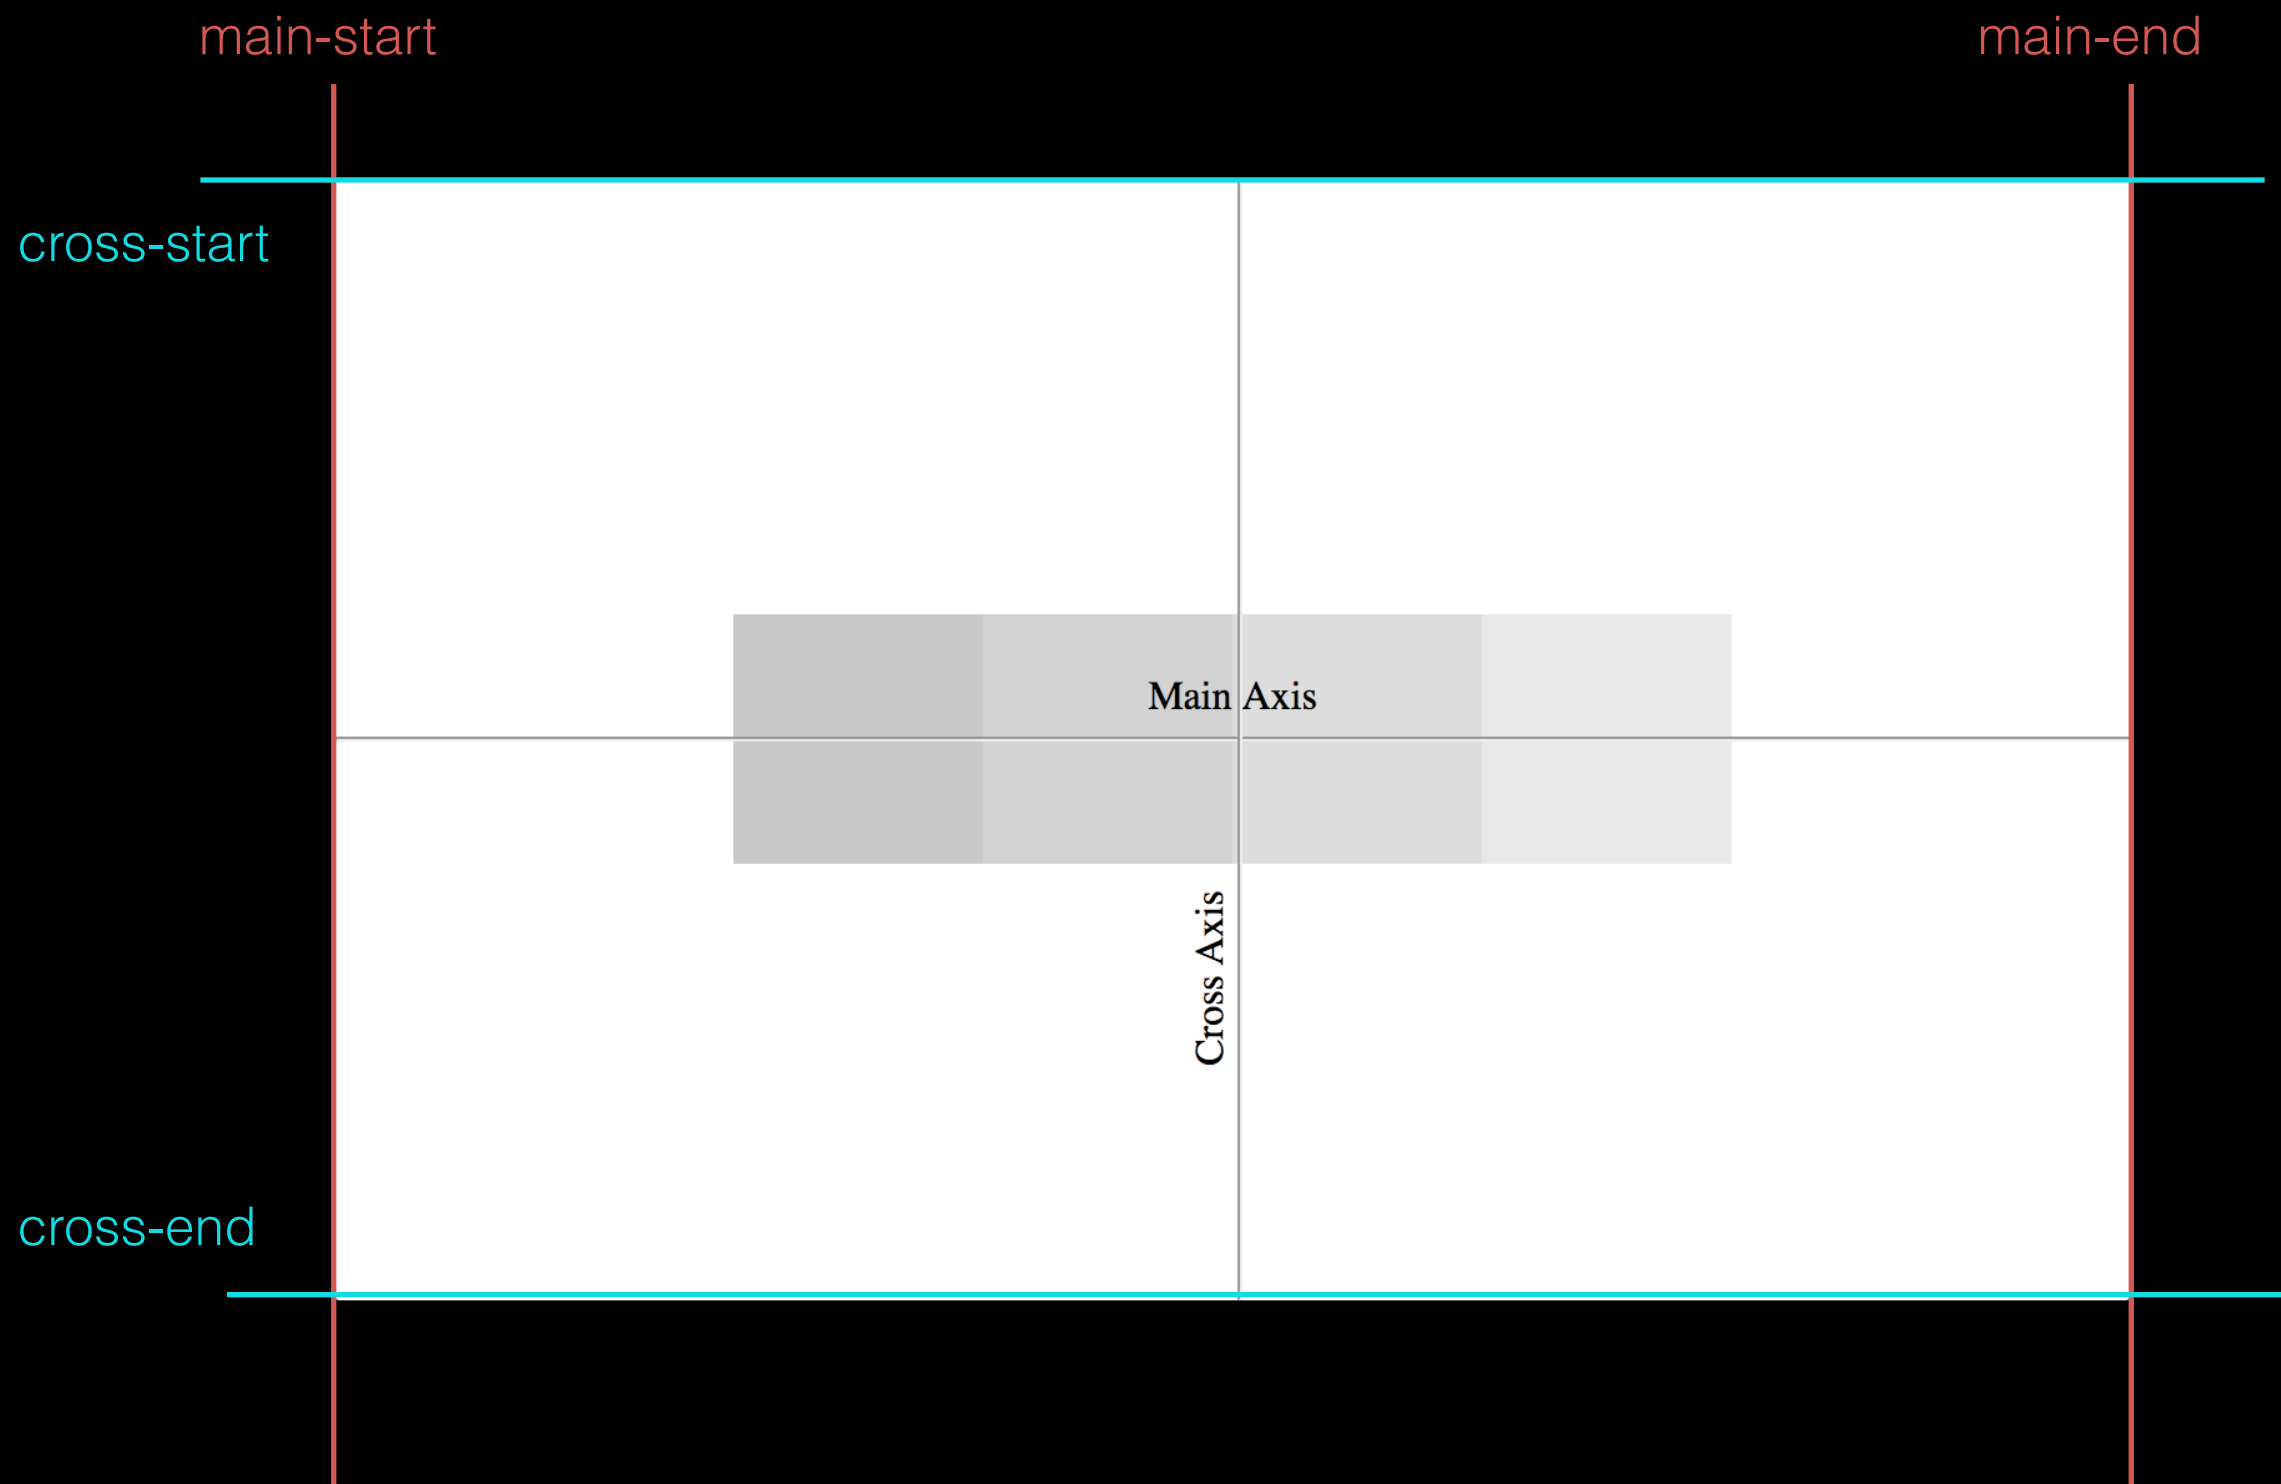 main-start
main-end
cross-start
Main Axis
Cross Axis
cross-end